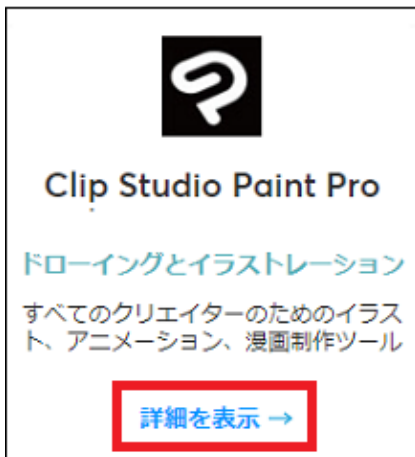 Clip Studio Paint Pro
ドローイングとイラストレーション
すべてのクリエイターのためのイラス
ト、アニメーション、漫画制作ツール
詳細を表示 →